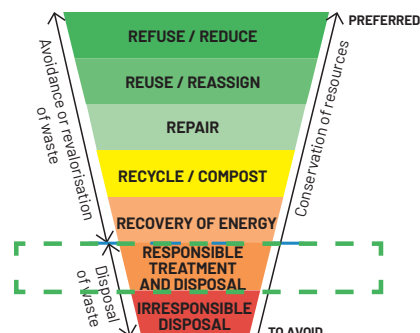 PREFERRED
REFUSE / REDUCE
REUSE / REASSIGN
REPAIR
RECYCLE / COMPOST
RECOVERY OF ENERGY
RESPONSIBLE
TREATMENT
AND DISPOSAL
IRRESPONSIBLE
DISPOSAL
TO AVOID
Avoidance or revalorisation
of waste
Disposal
of waste
Conservation of resources